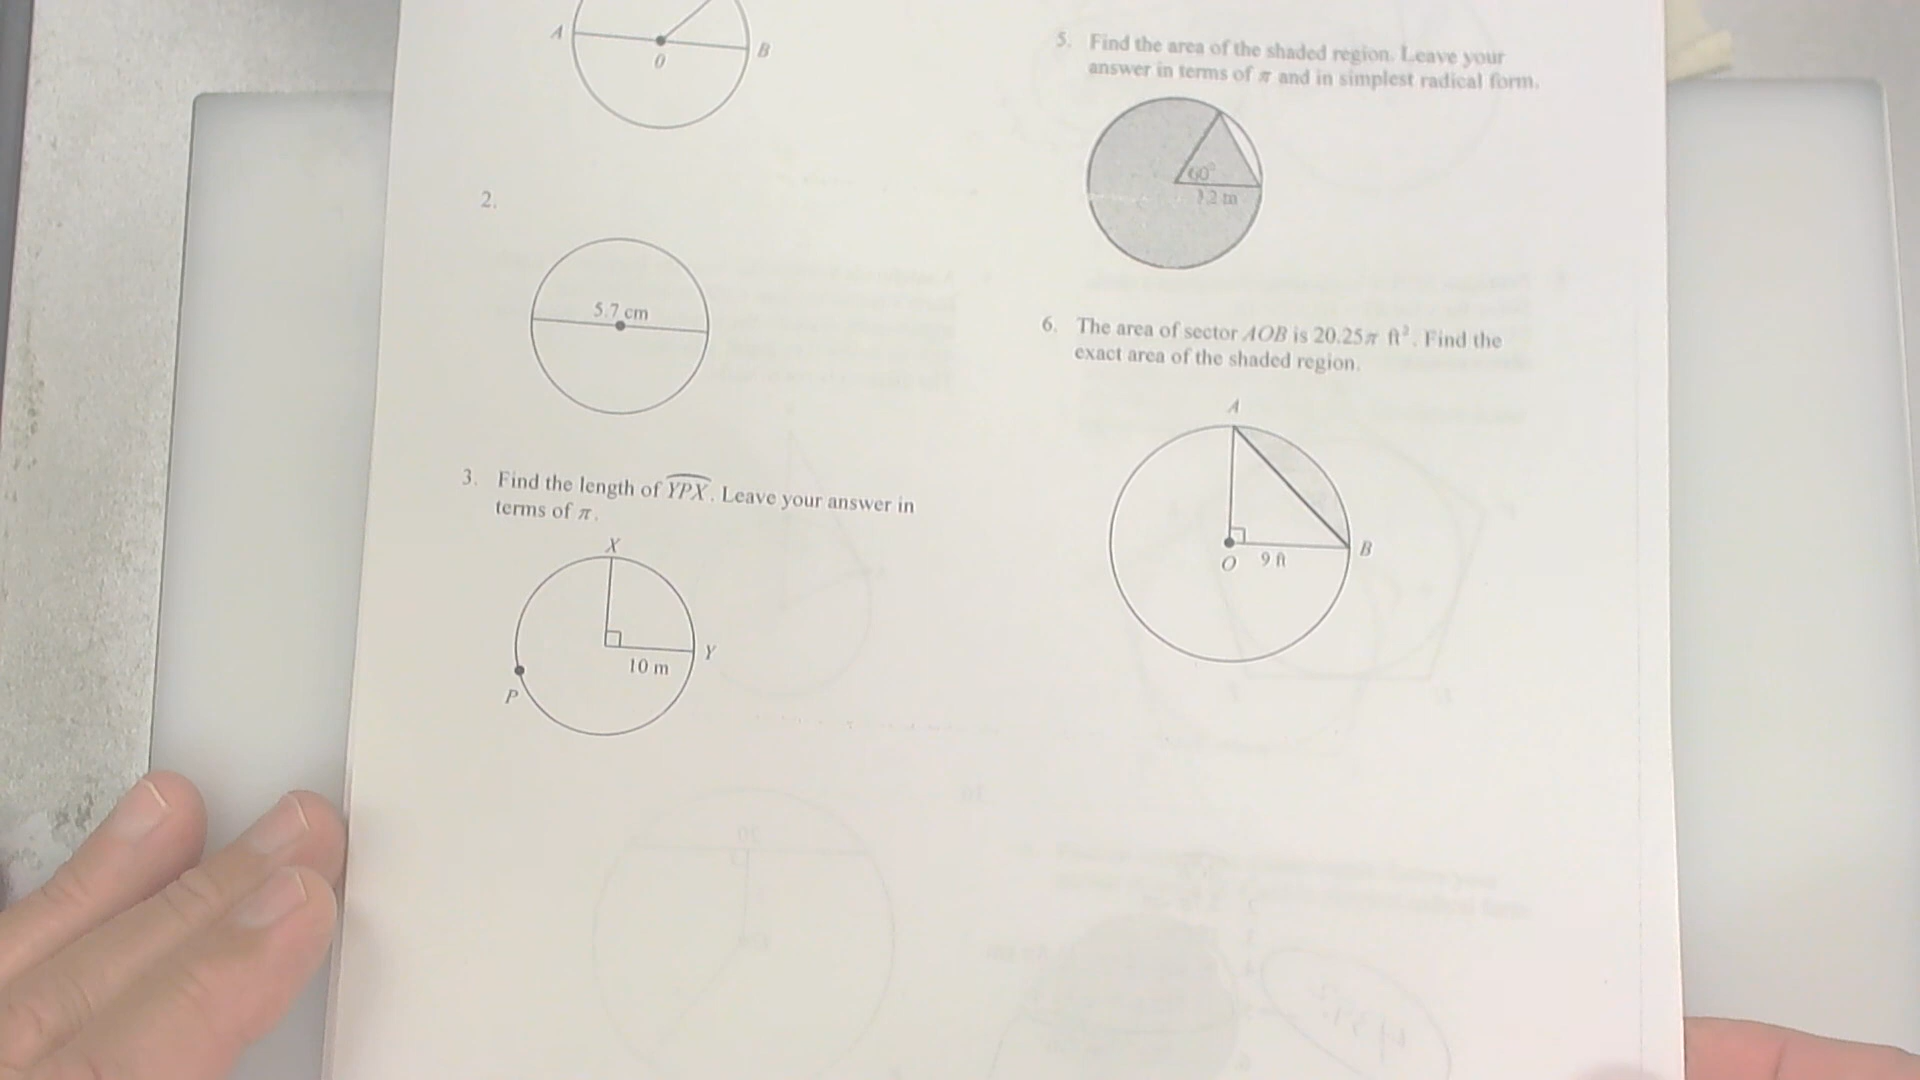 A
O
B
2.
5.7 cm
3. Find the length of YPX. Leave your answer in
terms of π.
X
Y
10 m
P
5. Find the area of the shaded region. Leave your
answer in terms of π and in simplest radical form.
60°
2 m
6. The area of sector AOB is 20.25π ft². Find the
exact area of the shaded region.
A
B
O
9 ft